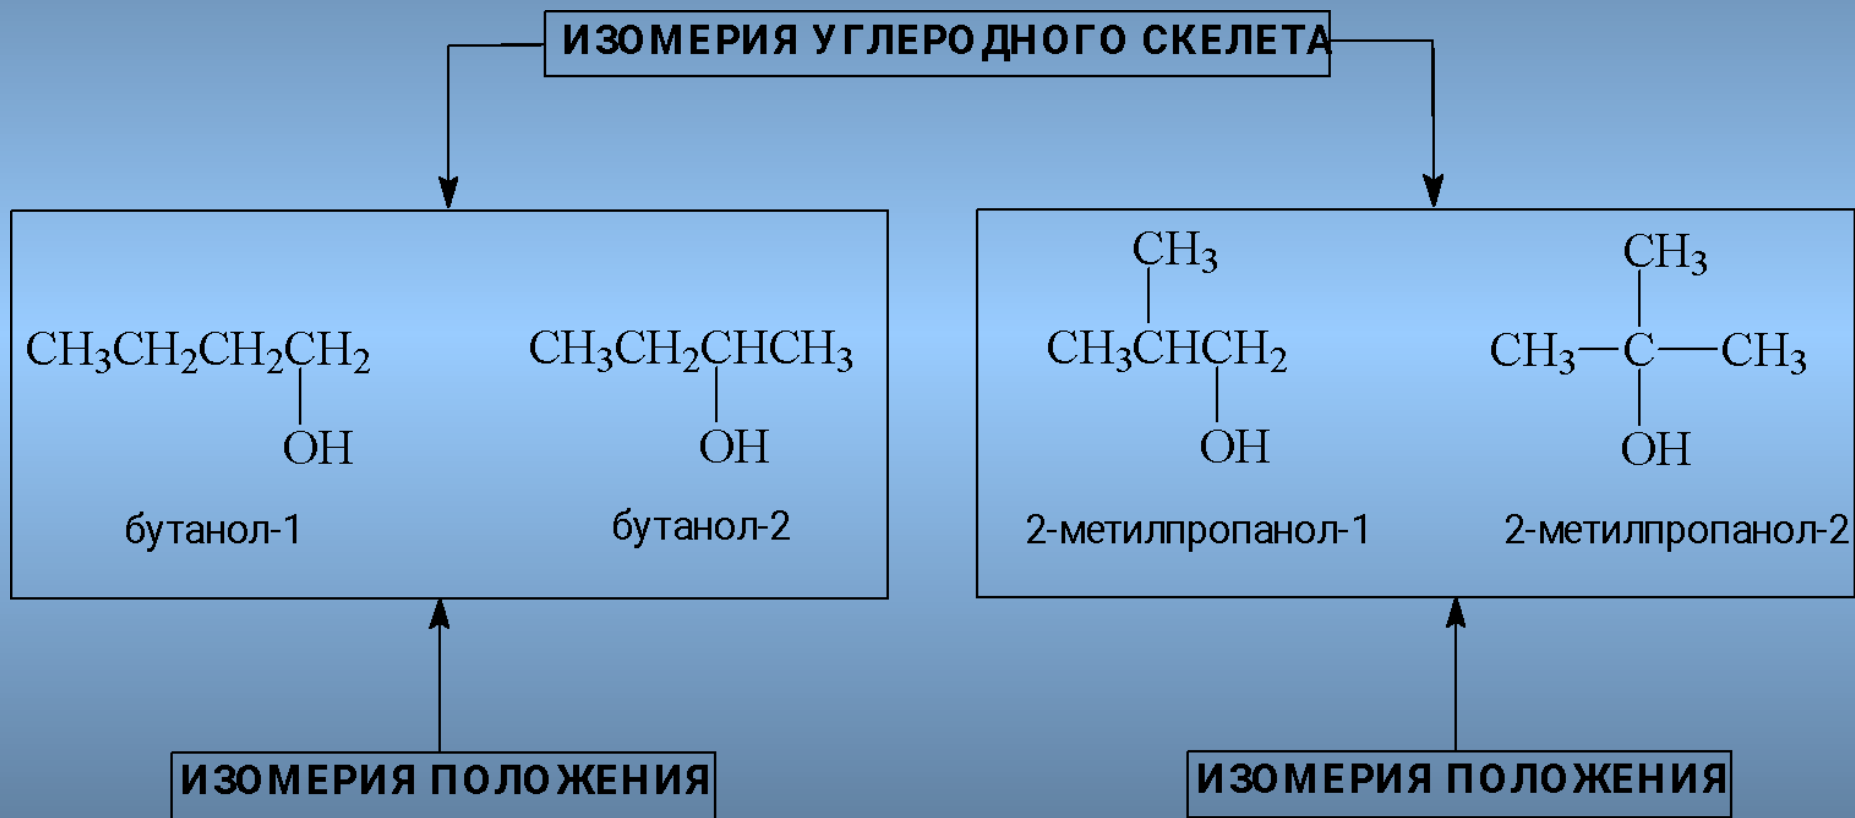 ИЗОМЕРИЯ УГЛЕРОДНОГО СКЕЛЕТА
CH₃CH₂CH₂CH₂
OH
бутанол-1
CH₃CH₂CHCH₃
OH
бутанол-2
CH₃
CH₃CHCH₂
OH
2-метилпропанол-1
CH₃
CH₃—C—CH₃
OH
2-метилпропанол-2
ИЗОМЕРИЯ ПОЛОЖЕНИЯ
ИЗОМЕРИЯ ПОЛОЖЕНИЯ